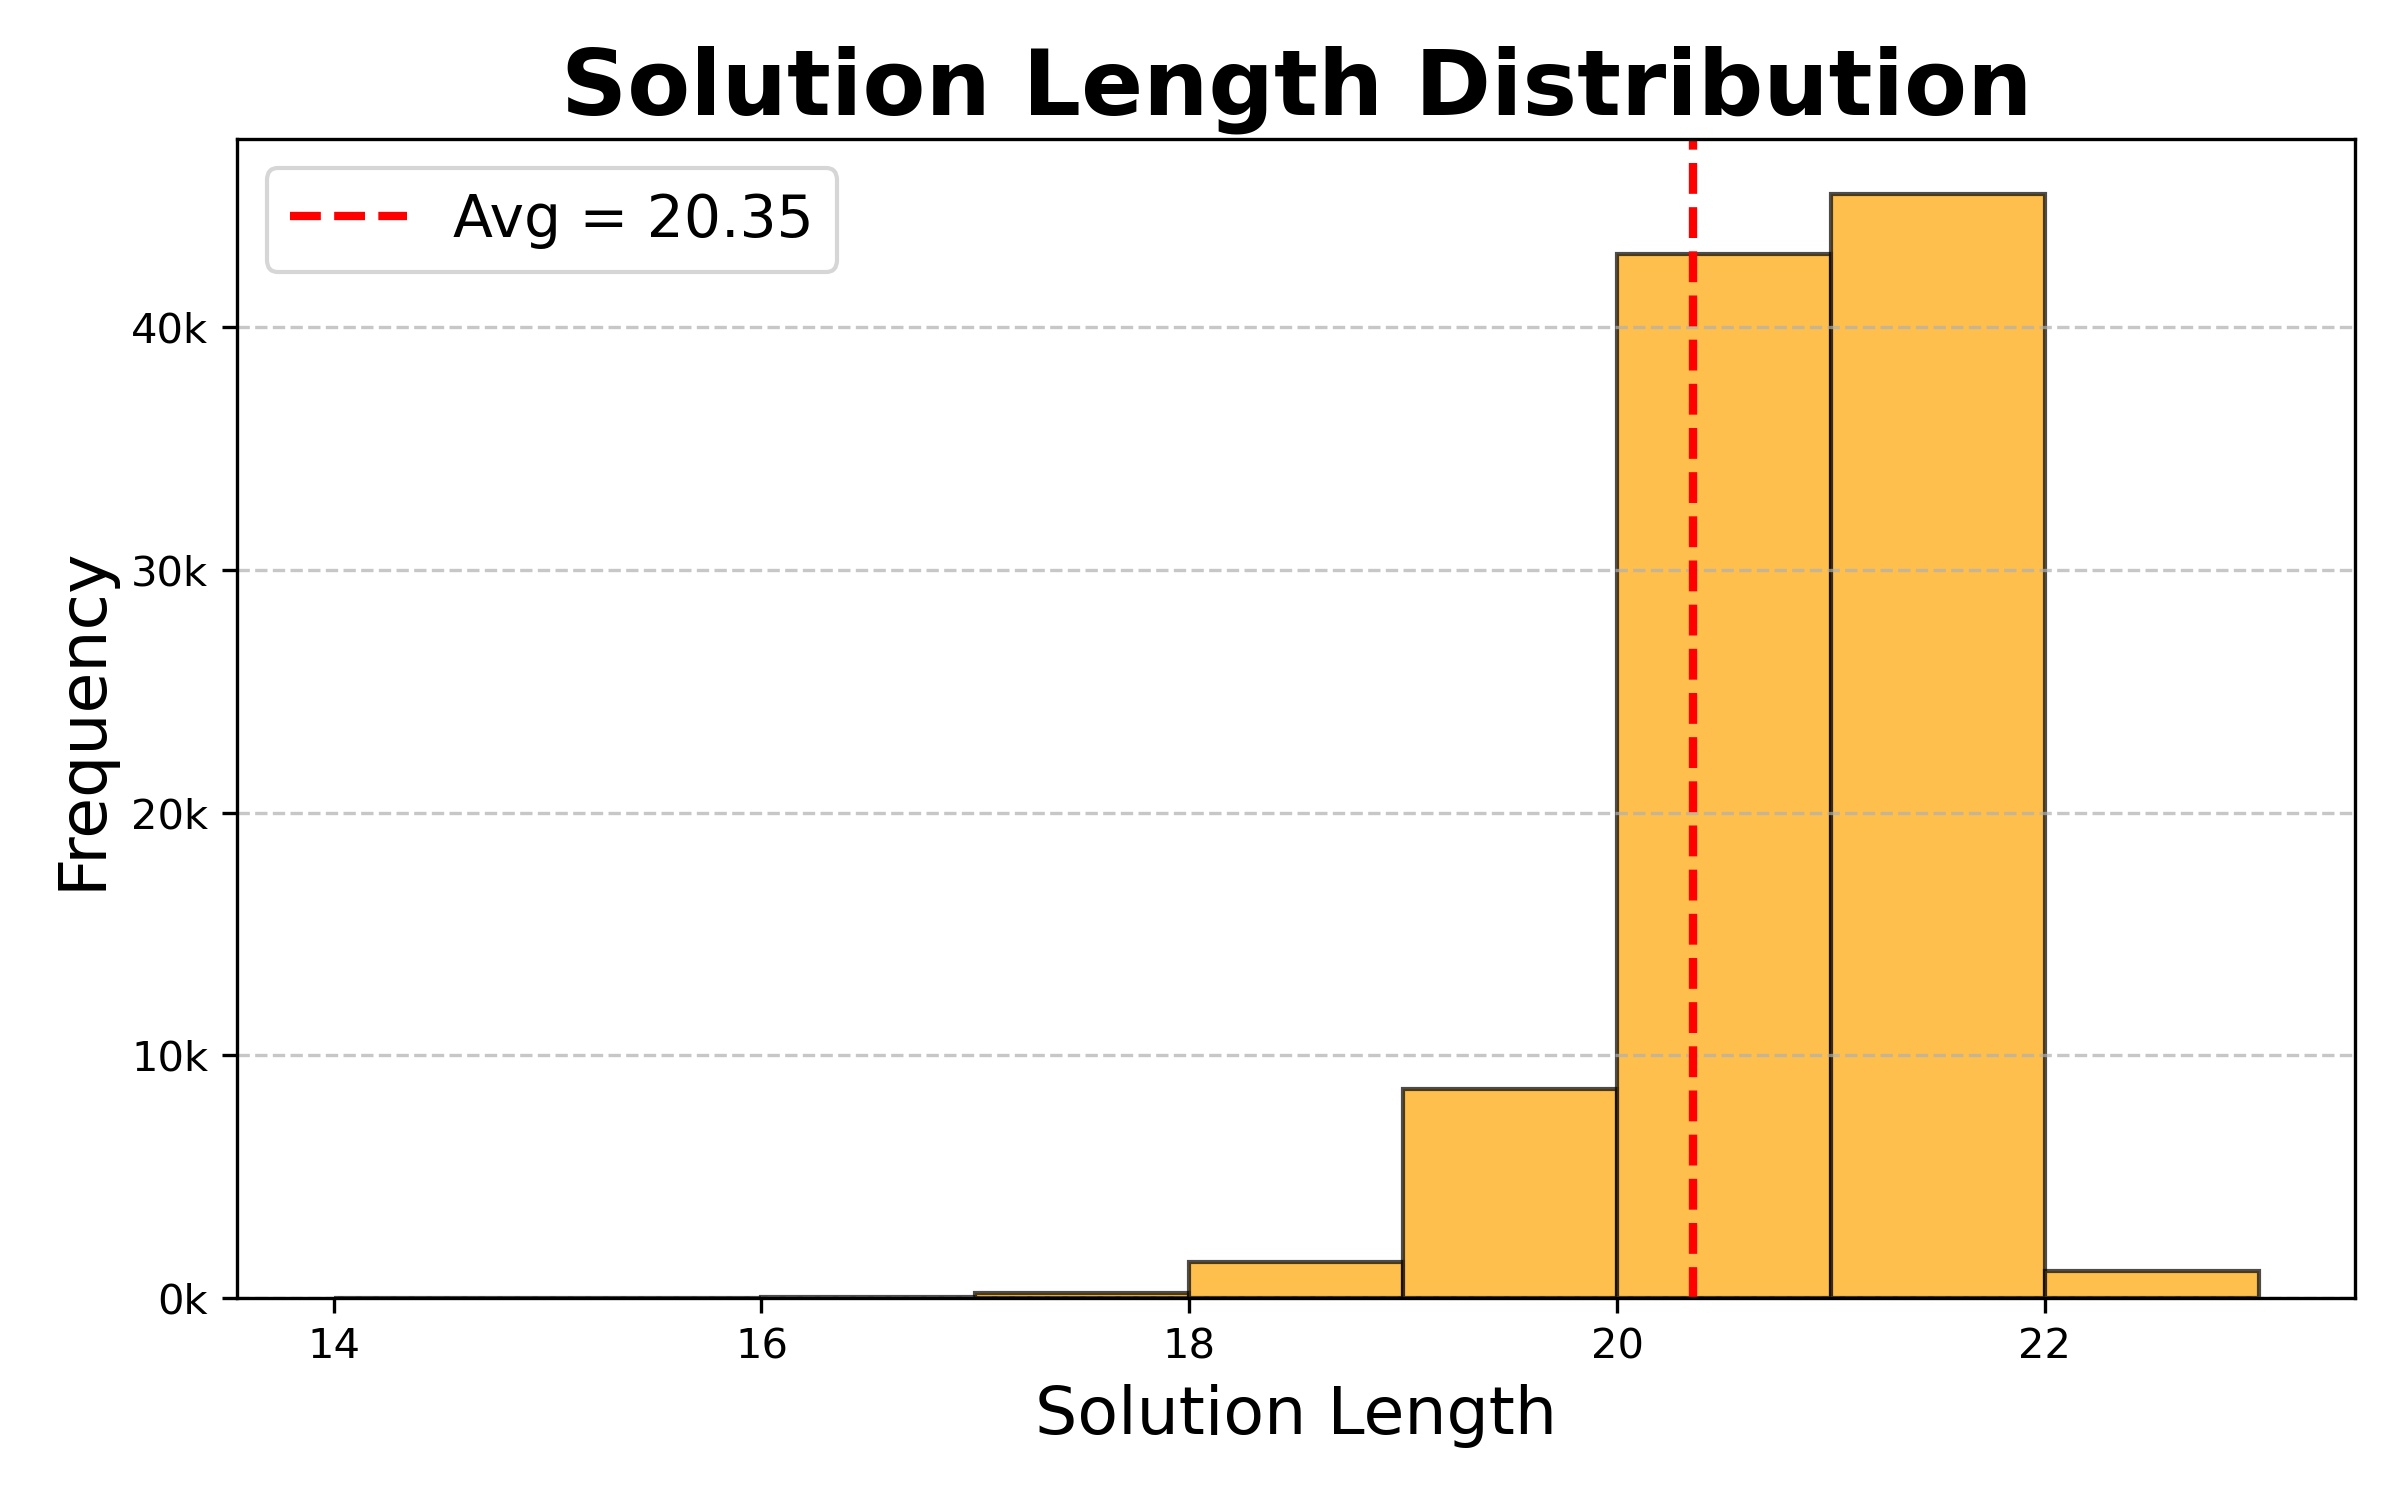 Solution Length Distribution
Avg = 20.35
40k
30k
20k
10k
0k
Frequency
14 16 18 20 22
Solution Length